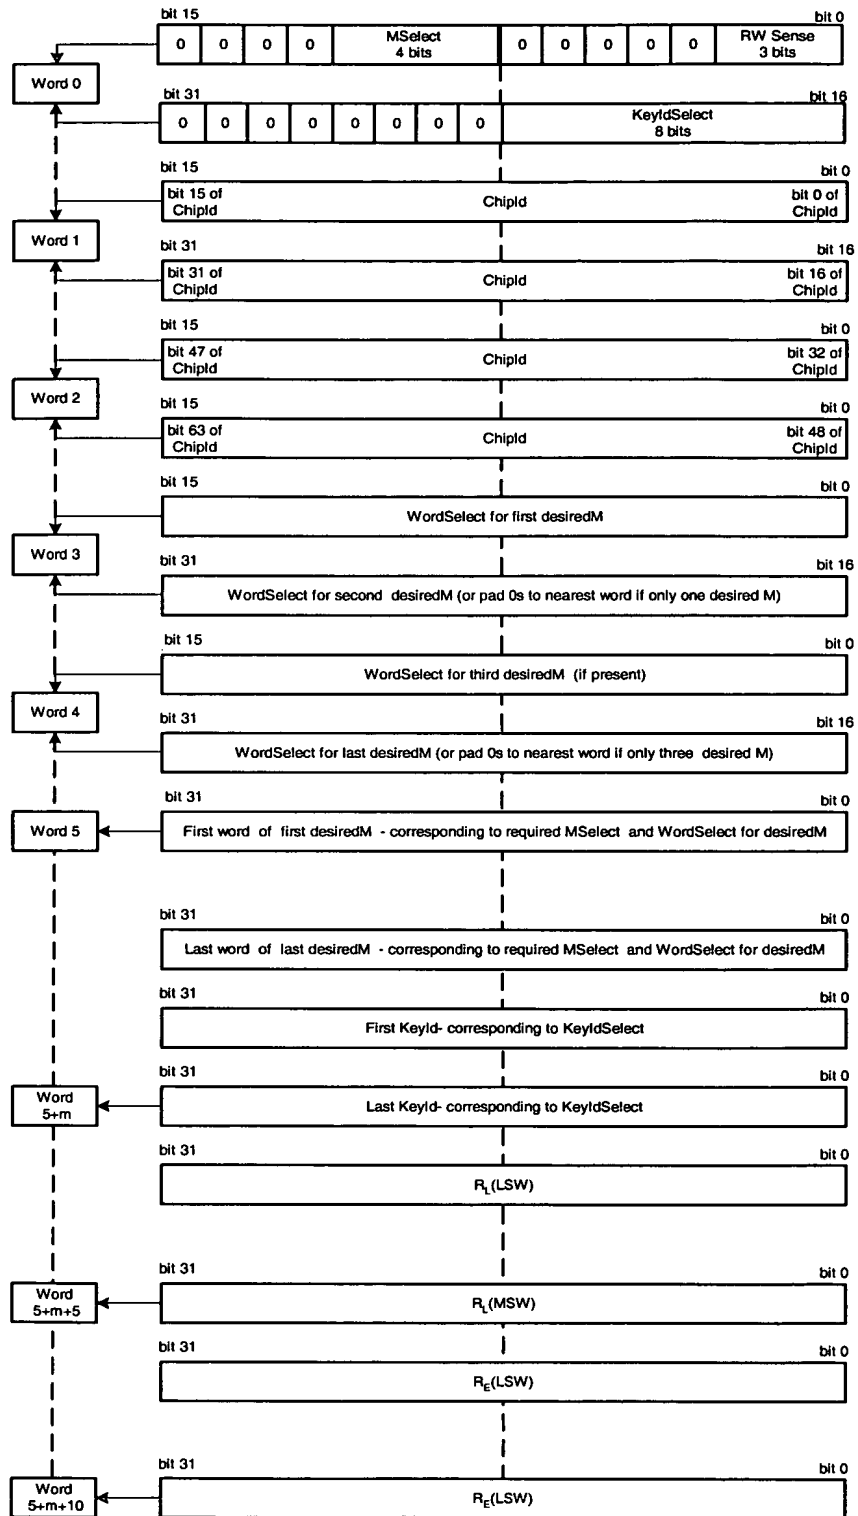 bit 15 bit 0
0 0 0 0 MSelect 4 bits 0 0 0 0 0 RW Sense 3 bits
Word 0
bit 31 bit 16
0 0 0 0 0 0 0 0 KeyIdSelect 8 bits
bit 15 bit 0
bit 15 of ChipId ChipId bit 0 of ChipId
Word 1
bit 31 bit 16
bit 31 of ChipId ChipId bit 16 of ChipId
bit 15 bit 0
bit 47 of ChipId ChipId bit 32 of ChipId
Word 2
bit 15 bit 0
bit 63 of ChipId ChipId bit 48 of ChipId
bit 15 bit 0
WordSelect for first desiredM
Word 3
bit 31 bit 16
WordSelect for second desiredM (or pad 0s to nearest word if only one desired M)
bit 15 bit 0
WordSelect for third desiredM (if present)
Word 4
bit 31 bit 16
WordSelect for last desiredM (or pad 0s to nearest word if only three desired M)
bit 31 bit 0
Word 5 First word of first desiredM - corresponding to required MSelect and WordSelect for desiredM
bit 31 bit 0
Last word of last desiredM - corresponding to required MSelect and WordSelect for desiredM
bit 31 bit 0
First KeyId- corresponding to KeyIdSelect
bit 31 bit 0
Word 5+m Last KeyId- corresponding to KeyIdSelect
bit 31 bit 0
R_L(LSW)
bit 31 bit 0
Word 5+m+5 R_L(MSW)
bit 31 bit 0
R_E(LSW)
bit 31 bit 0
Word 5+m+10 R_E(LSW)